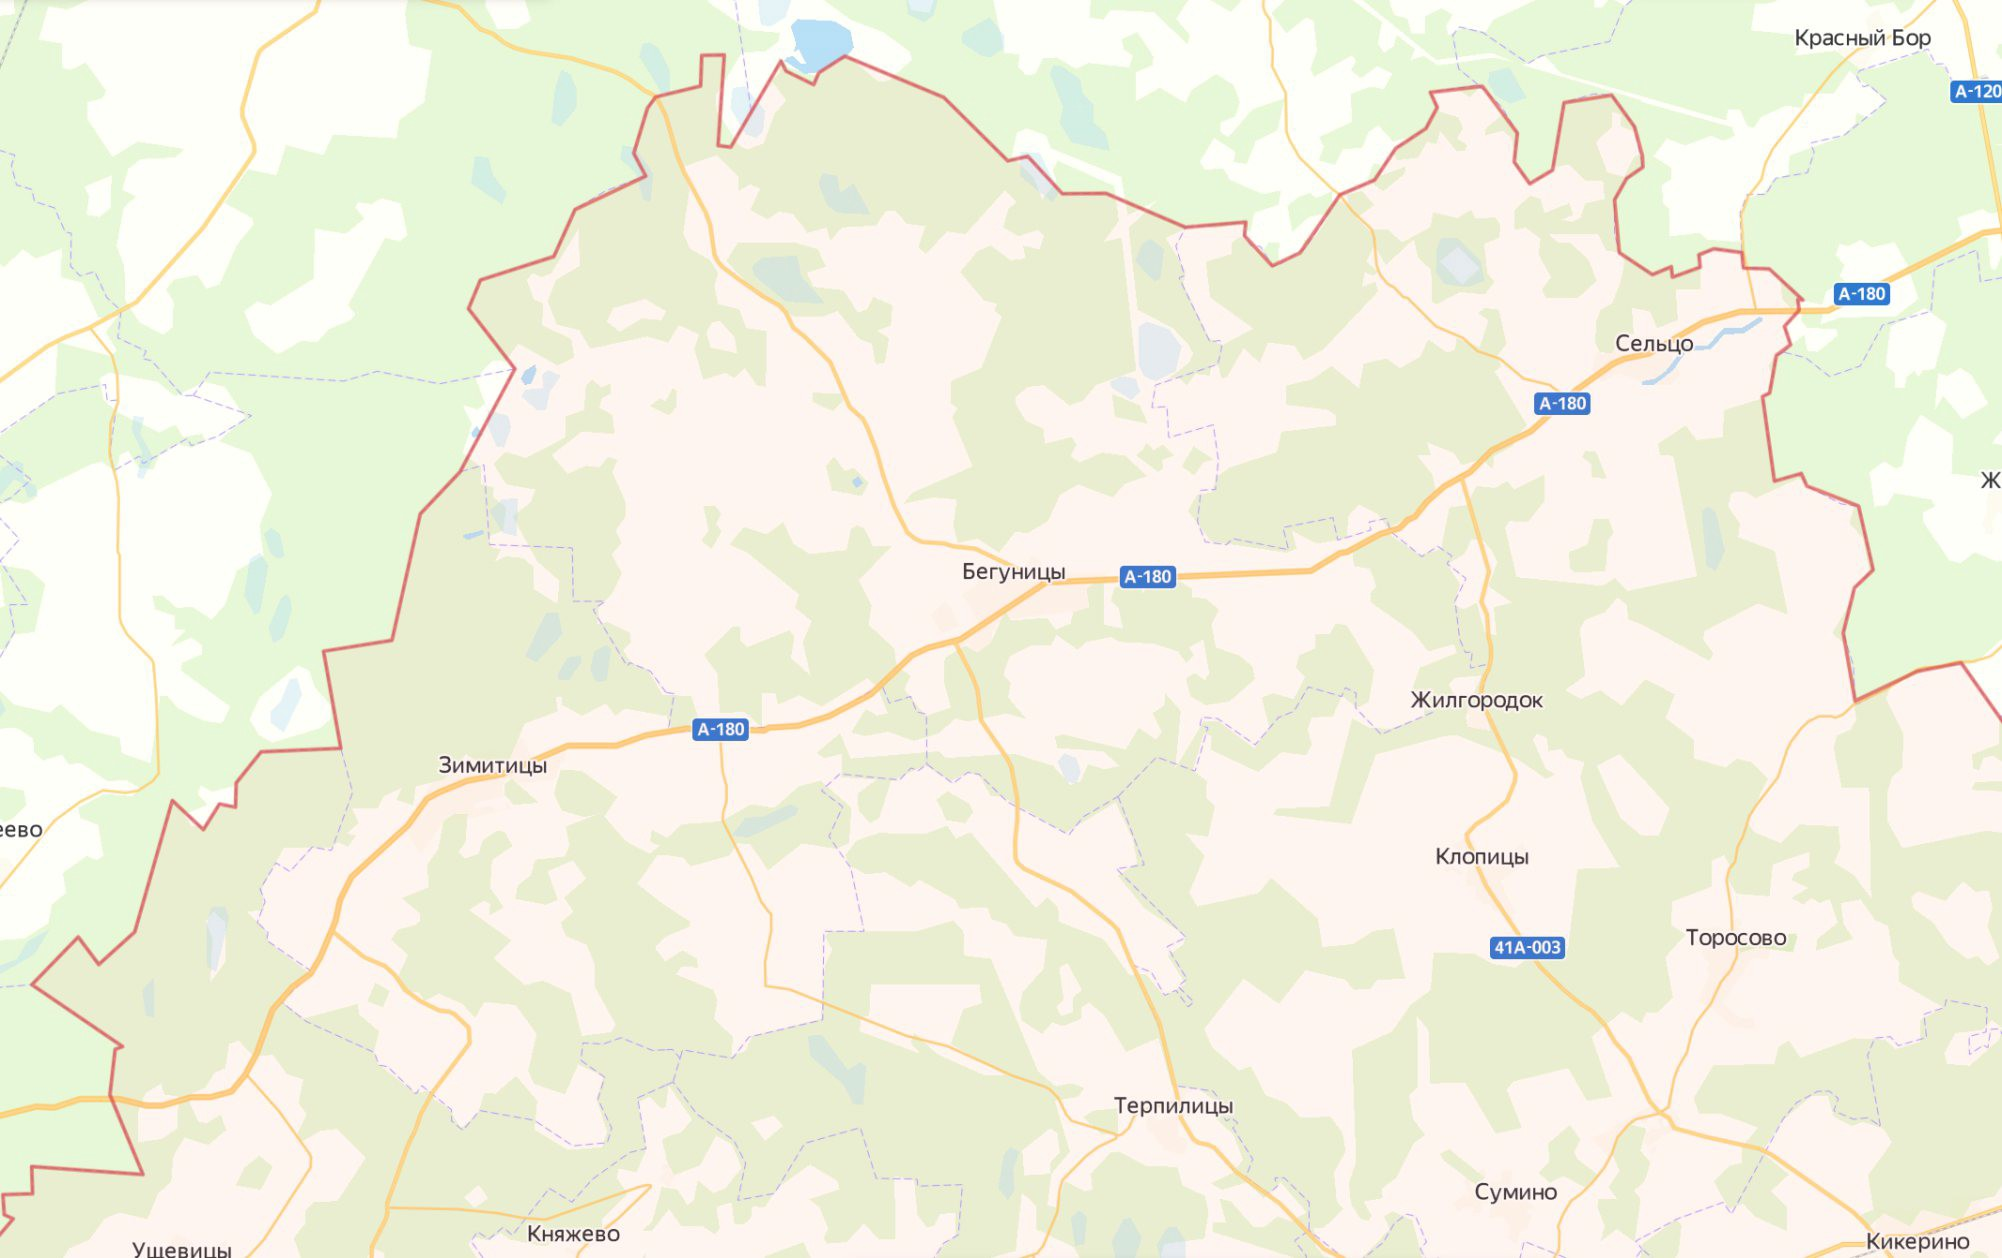 Красный Бор
А-120
А-180
Сельцо
А-180
Ж
Бегуницы
А-180
Жилгородок
А-180
Зимитицы
еево
Клопицы
Торосово
41А-003
Терпилицы
Сумино
Княжево
Кикерино
Ущевицы